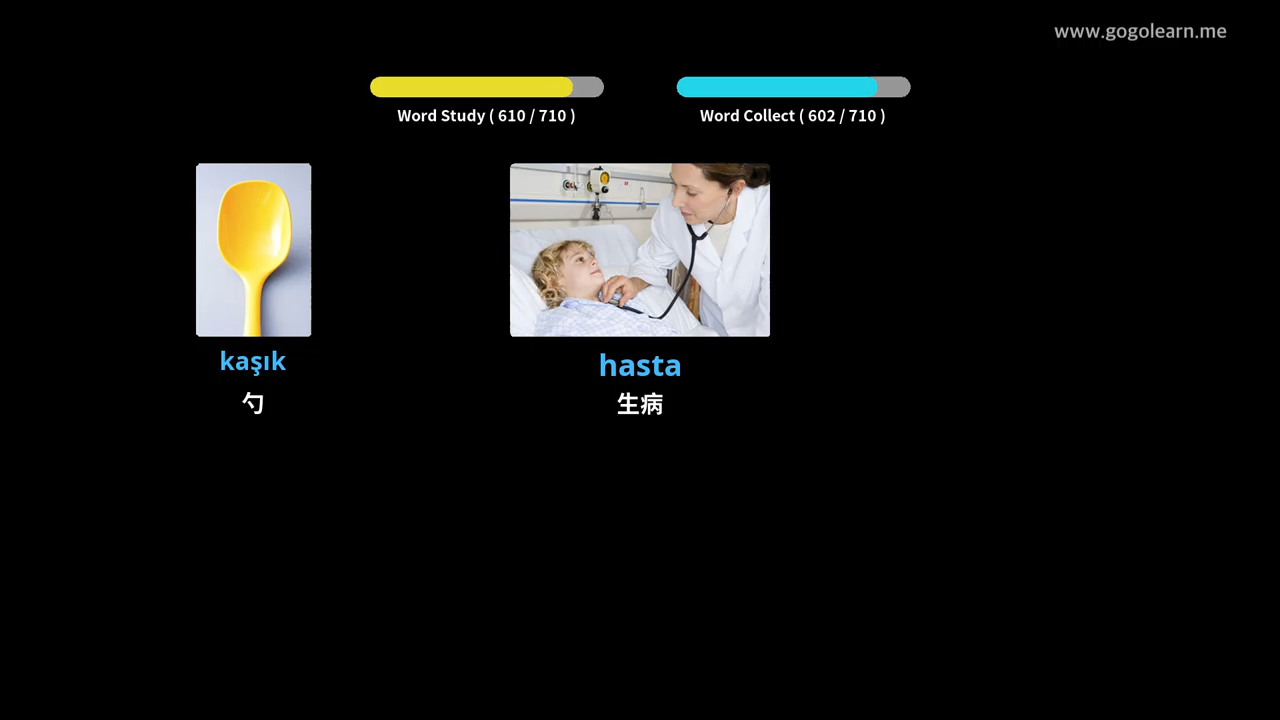 www.gogolearn.me
Word Study ( 610 / 710 )
Word Collect ( 602 / 710 )
kaşık
勺
hasta
生病